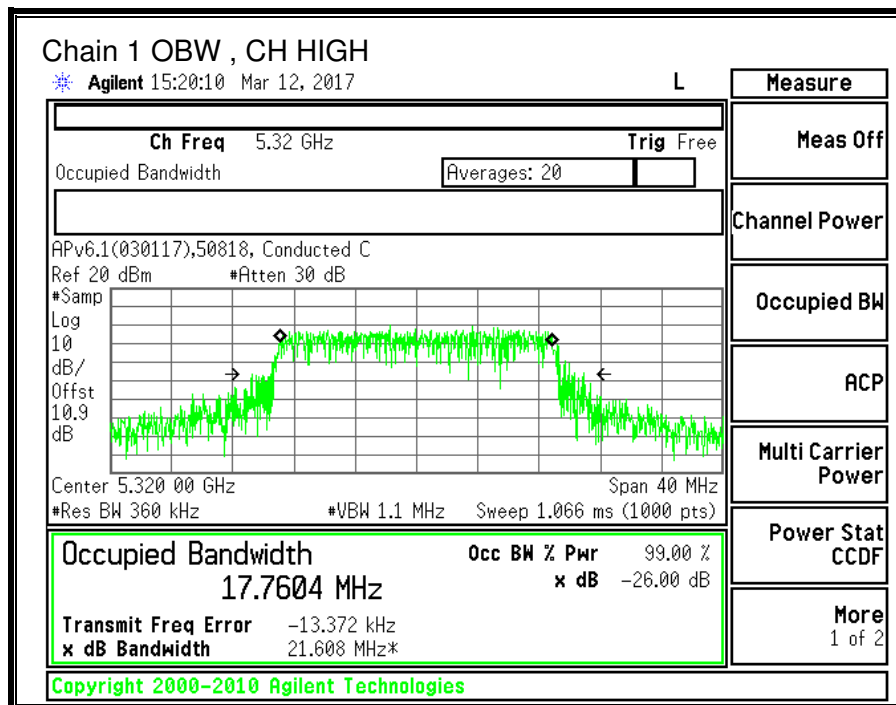 Chain 1 OBW , CH HIGH
Agilent 15:20:10 Mar 12, 2017 L
Measure
Ch Freq 5.32 GHz Trig Free
Meas Off
Occupied Bandwidth Averages: 20
Channel Power
APv6.1(030117),50818, Conducted C
Ref 20 dBm #Atten 30 dB
#Samp
Log
10
dB/
Offst
10.9
dB
Occupied BW
ACP
Multi Carrier
Power
Center 5.320 00 GHz Span 40 MHz
#Res BW 360 kHz #VBW 1.1 MHz Sweep 1.066 ms (1000 pts)
Power Stat
CCDF
Occupied Bandwidth Occ BW % Pwr 99.00 %
17.7604 MHz x dB -26.00 dB
Transmit Freq Error -13.372 kHz
x dB Bandwidth 21.608 MHz*
More
1 of 2
Copyright 2000-2010 Agilent Technologies